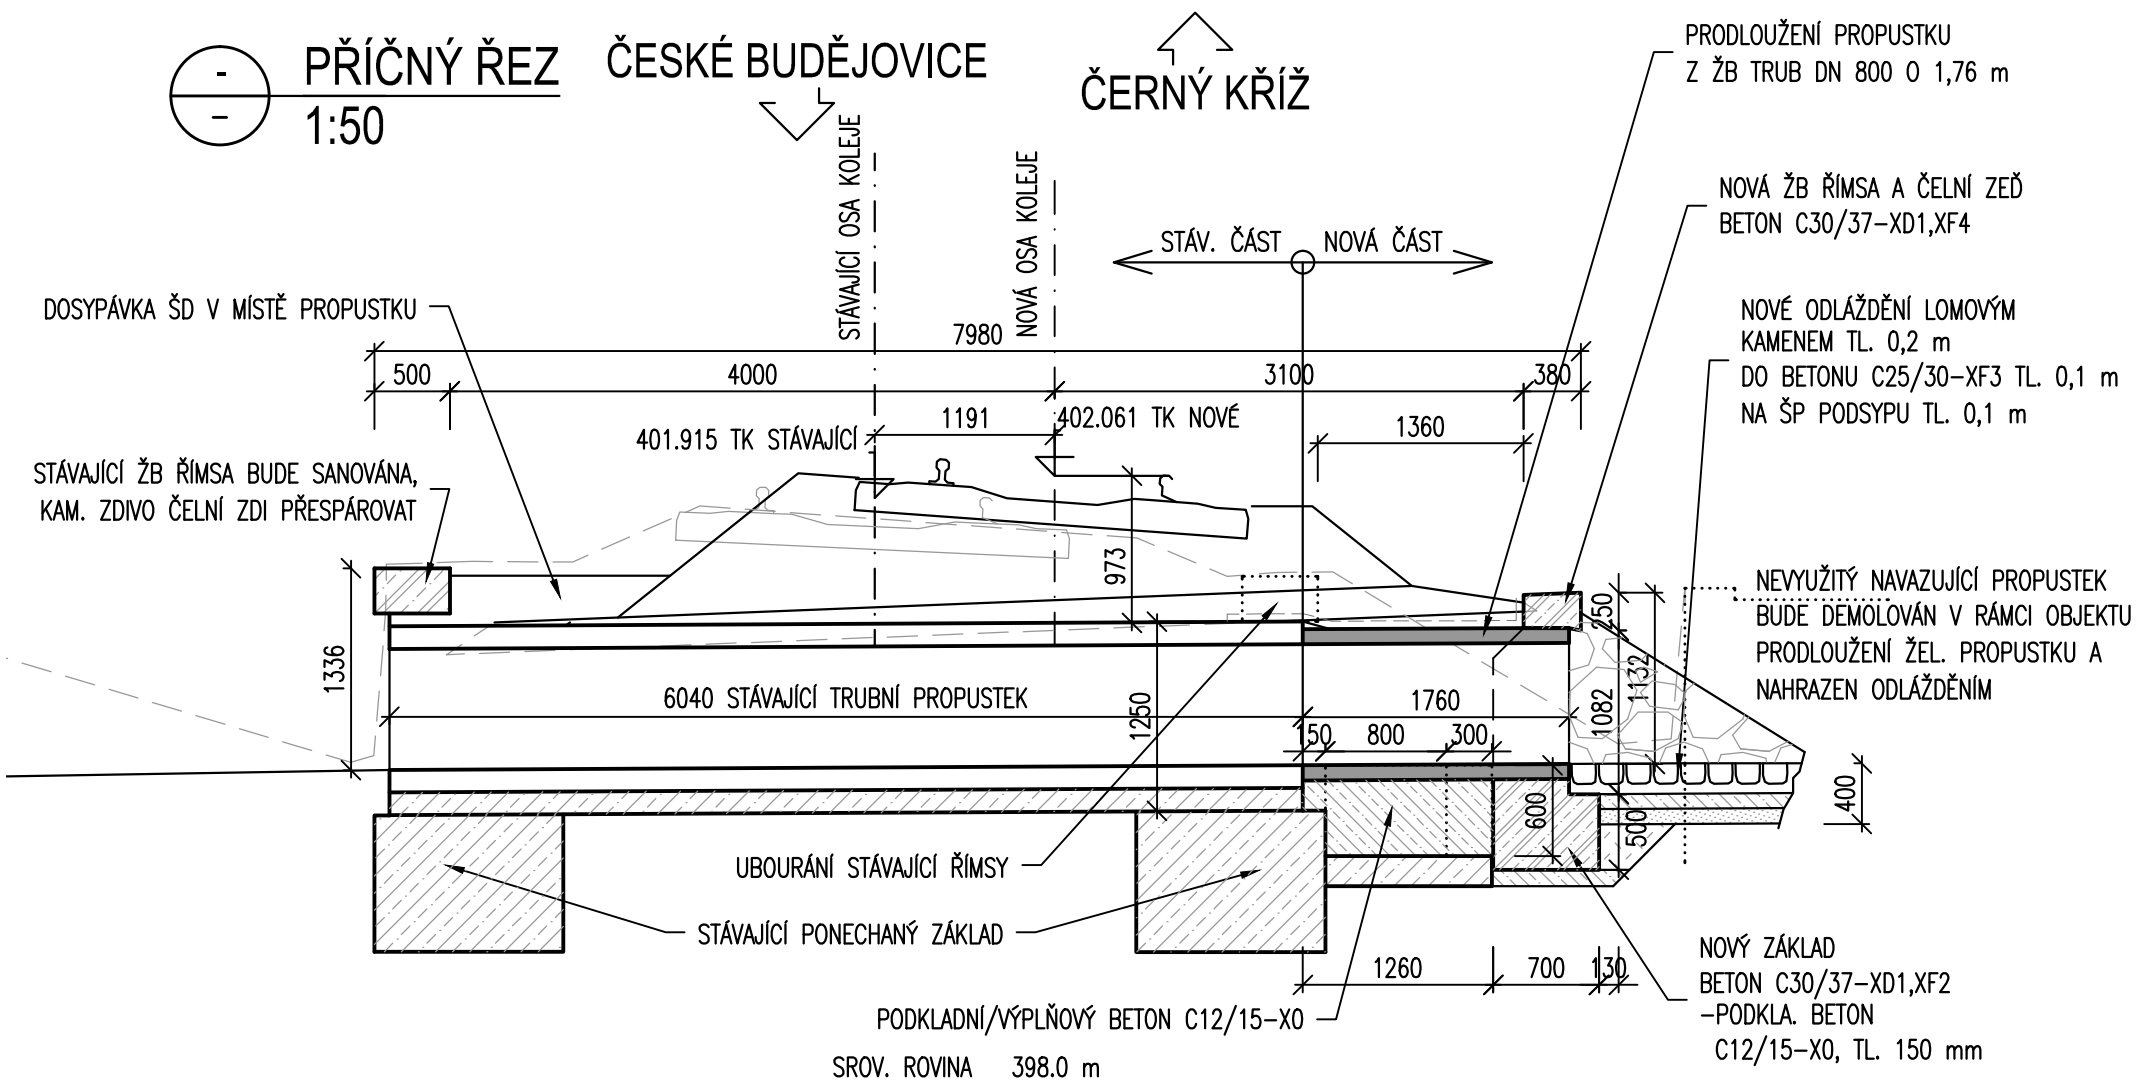 -
-
PŘÍČNÝ ŘEZ
1:50
ČESKÉ BUDĚJOVICE
ČERNÝ KŘÍŽ
STÁVAJÍCÍ OSA KOLEJE
NOVÁ OSA KOLEJE
PRODLOUŽENÍ PROPUSTKU
Z ŽB TRUB DN 800 O 1,76 m
NOVÁ ŽB ŘÍMSA A ČELNÍ ZEĎ
BETON C30/37-XD1,XF4
STÁV. ČÁST
NOVÁ ČÁST
DOSYPÁVKA ŠD V MÍSTĚ PROPUSTKU
NOVÉ ODLÁŽDĚNÍ LOMOVÝM
KAMENEM TL. 0,2 m
DO BETONU C25/30-XF3 TL. 0,1 m
NA ŠP PODSYPU TL. 0,1 m
7980
500
4000
3100
380
1191
1360
401.915 TK STÁVAJÍCÍ
402.061 TK NOVÉ
STÁVAJÍCÍ ŽB ŘÍMSA BUDE SANOVÁNA,
KAM. ZDIVO ČELNÍ ZDI PŘESPÁROVAT
973
NEVYUŽITÝ NAVAZUJÍCÍ PROPUSTEK
BUDE DEMOLOVÁN V RÁMCI OBJEKTU
PRODLOUŽENÍ ŽEL. PROPUSTKU A
NAHRAZEN ODLÁŽDĚNÍM
250
1132
1082
1336
6040 STÁVAJÍCÍ TRUBNÍ PROPUSTEK
1250
1760
150
800
300
600
500
400
UBOURÁNÍ STÁVAJÍCÍ ŘÍMSY
STÁVAJÍCÍ PONECHANÝ ZÁKLAD
1260
700
130
NOVÝ ZÁKLAD
BETON C30/37-XD1,XF2
-PODKLA. BETON
C12/15-X0, TL. 150 mm
PODKLADNÍ/VÝPLŇOVÝ BETON C12/15-X0
SROV. ROVINA 398.0 m